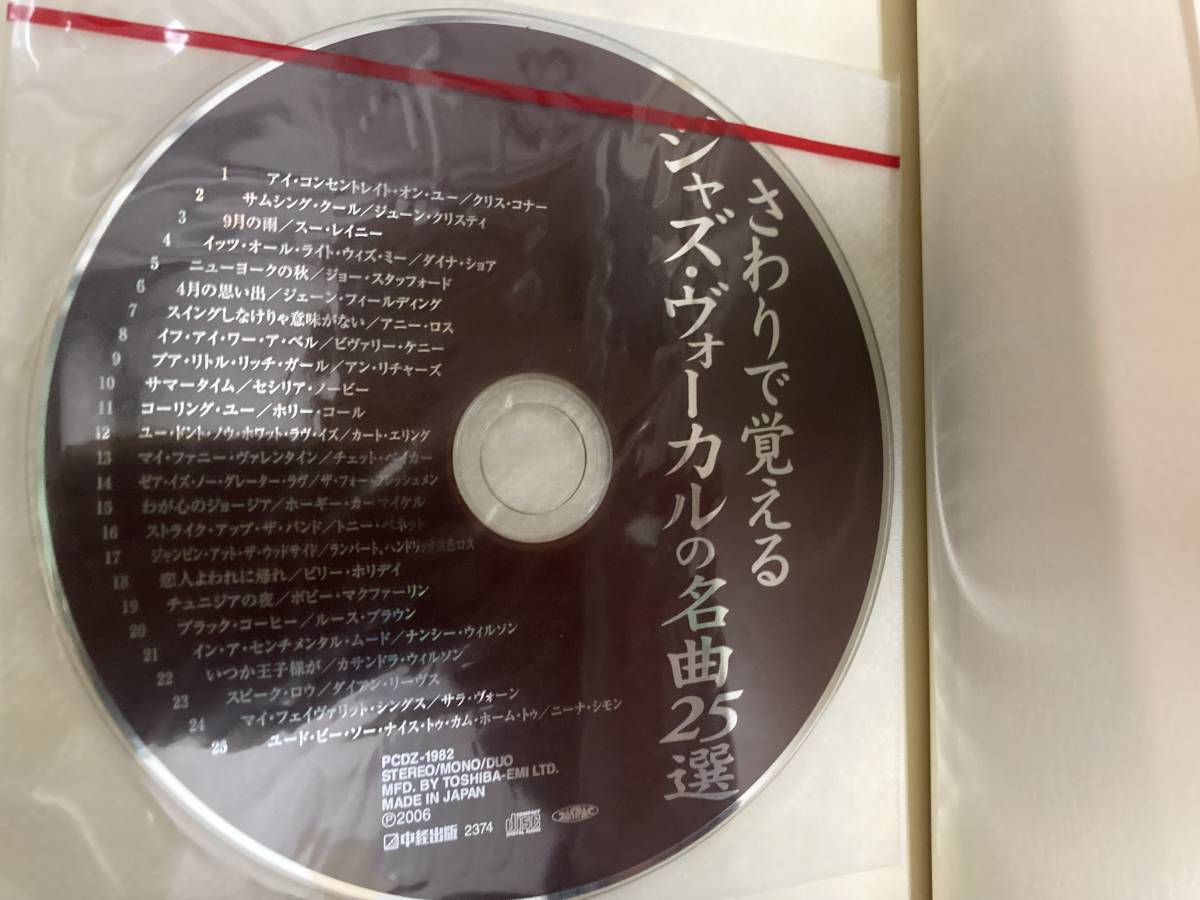 さわりで覚える
ジャズ・ヴォーカルの名曲25選
1 アイ・コンセントレイト・オン・ユー／クリス・コナー
2 サムシング・クール／ジューン・クリスティ
3 9月の雨／スー・レイニー
4 イッツ・オール・ライト・ウィズ・ミー／ダイナ・ショア
5 ニューヨークの秋／ジョー・スタッフォード
6 4月の思い出／ジェーン・フィールディング
7 スイングしなけりゃ意味がない／アニー・ロス
8 イフ・アイ・ワー・ア・ベル／ビヴァリー・ケニー
9 プア・リトル・リッチ・ガール／アン・リチャーズ
10 サマータイム／セシリア・ノービー
11 コーリング・ユー／ホリー・コール
12 ユー・ドント・ノウ・ホワット・ラヴ・イズ／カート・エリング
13 マイ・ファニー・ヴァレンタイン／チェット・ベイカー
14 ゼア・イズ・ノー・グレーター・ラヴ／ザ・フォー・フレッシュメン
15 わが心のジョージア／ホーギー・カーマイケル
16 ストライク・アップ・ザ・バンド／トニー・ベネット
17 ジャンピン・アット・ザ・ウッドサイド／ランバート、ヘンドリックス&ロス
18 恋人よわれに帰れ／ビリー・ホリデイ
19 チュニジアの夜／ボビー・マクファーリン
20 ブラック・コーヒー／ルース・ブラウン
21 イン・ア・センチメンタル・ムード／ナンシー・ウィルソン
22 いつか王子様が／カサンドラ・ウィルソン
23 スピーク・ロウ／ダイアン・リーヴス
24 マイ・フェイヴァリット・シングス／サラ・ヴォーン
25 ユード・ビー・ソー・ナイス・トゥ・カム・ホーム・トゥ／ニーナ・シモン
PCDZ-1982
STEREO/MONO/DUO
MFD. BY TOSHIBA-EMI LTD.
MADE IN JAPAN
Ⓟ2006
中経出版 2374 COMPACT disc DIGITAL AUDIO JASRAC